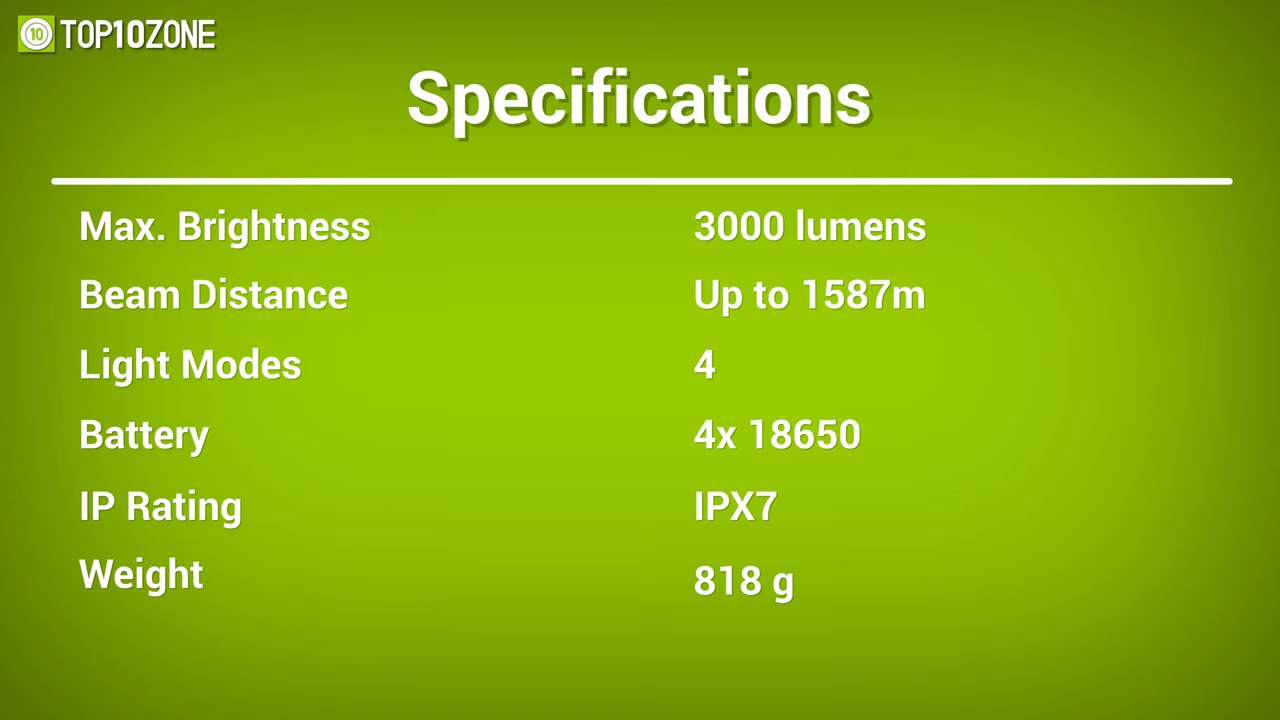 10 TOP10ZONE
Specifications
Max. Brightness 3000 lumens
Beam Distance Up to 1587m
Light Modes 4
Battery 4x 18650
IP Rating IPX7
Weight 818 g